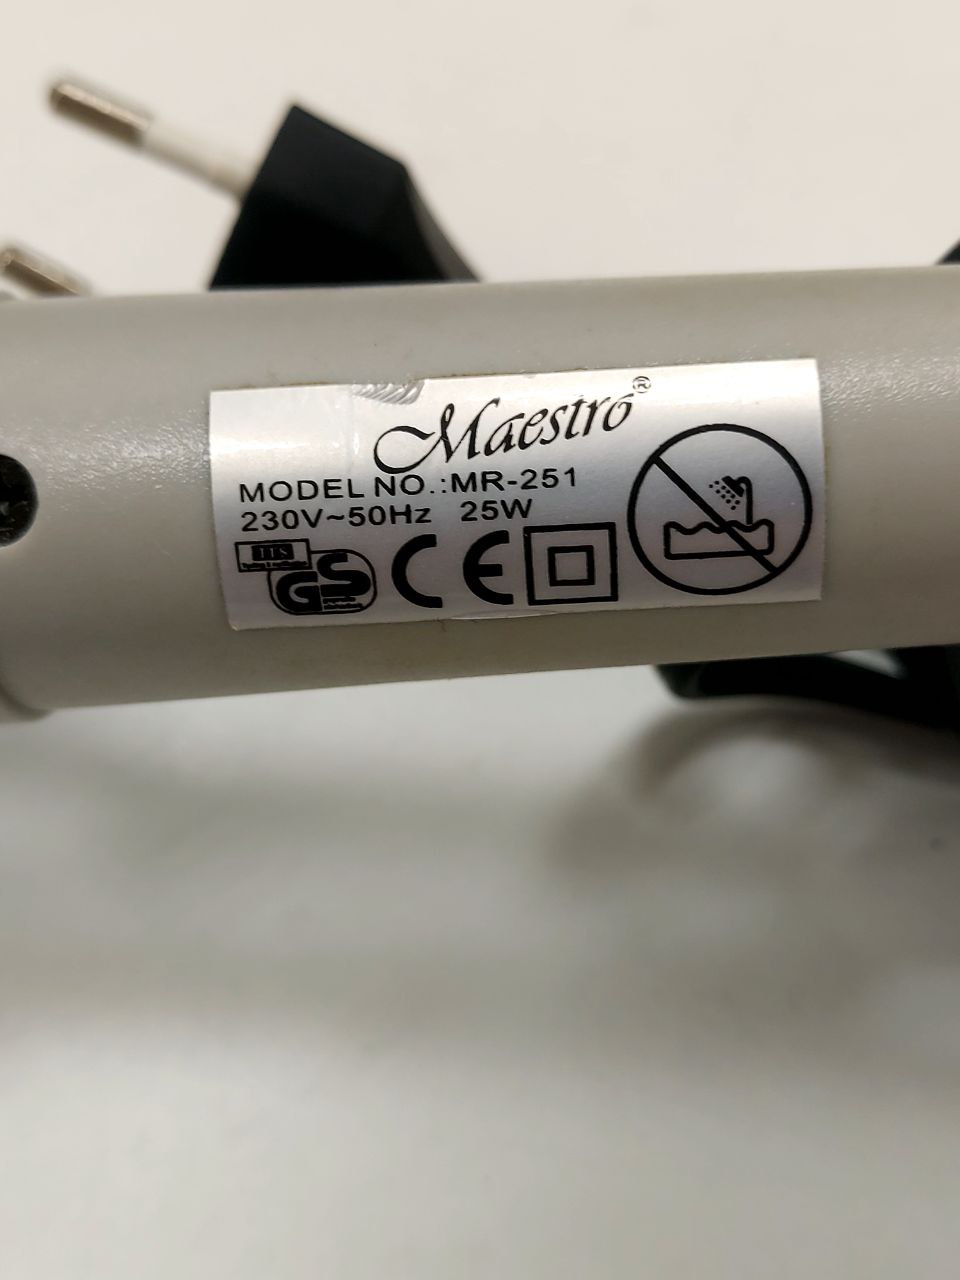 Maestro®
MODEL NO.:MR-251
230V~50Hz 25W
ITS
GS
CE